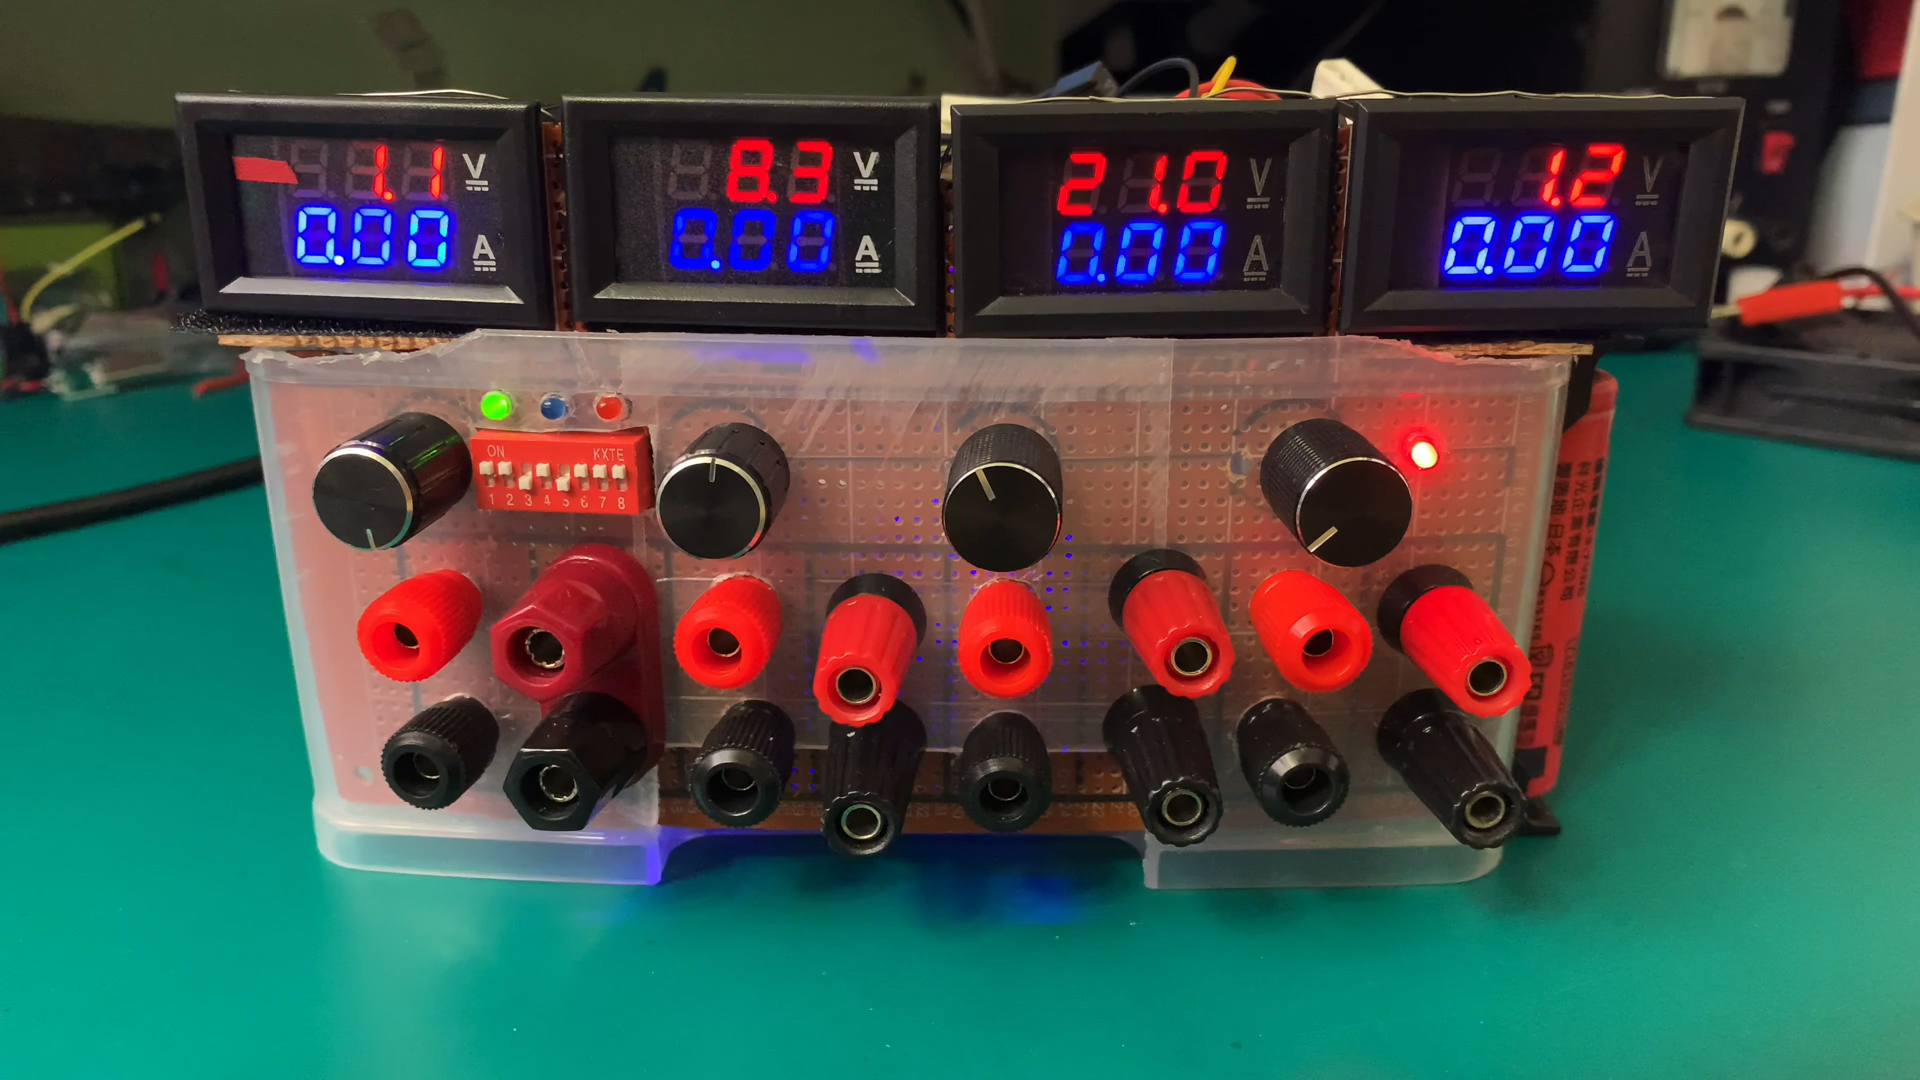 1.1 V
0.00 A
8.3 V
0.00 A
21.0 V
0.00 A
1.2 V
0.00 A
ON KXTE
1 2 3 4 5 6 7 8